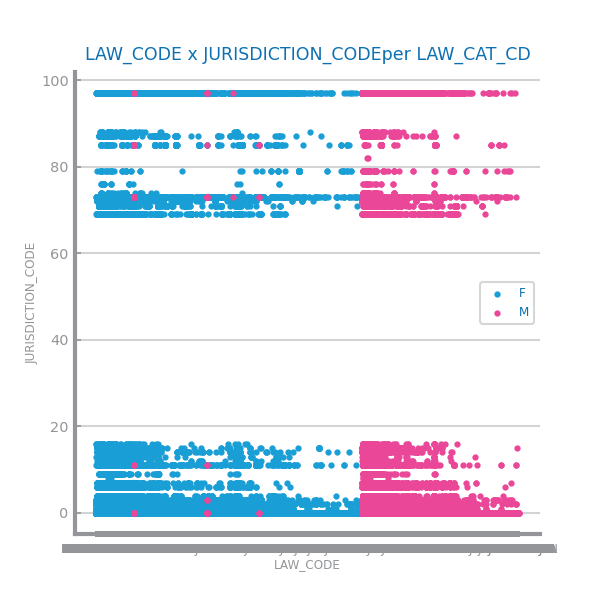 LAW_CODE x JURISDICTION_CODEper LAW_CAT_CD
100
80
60
40
20
0
JURISDICTION_CODE
F
M
LAW_CODE